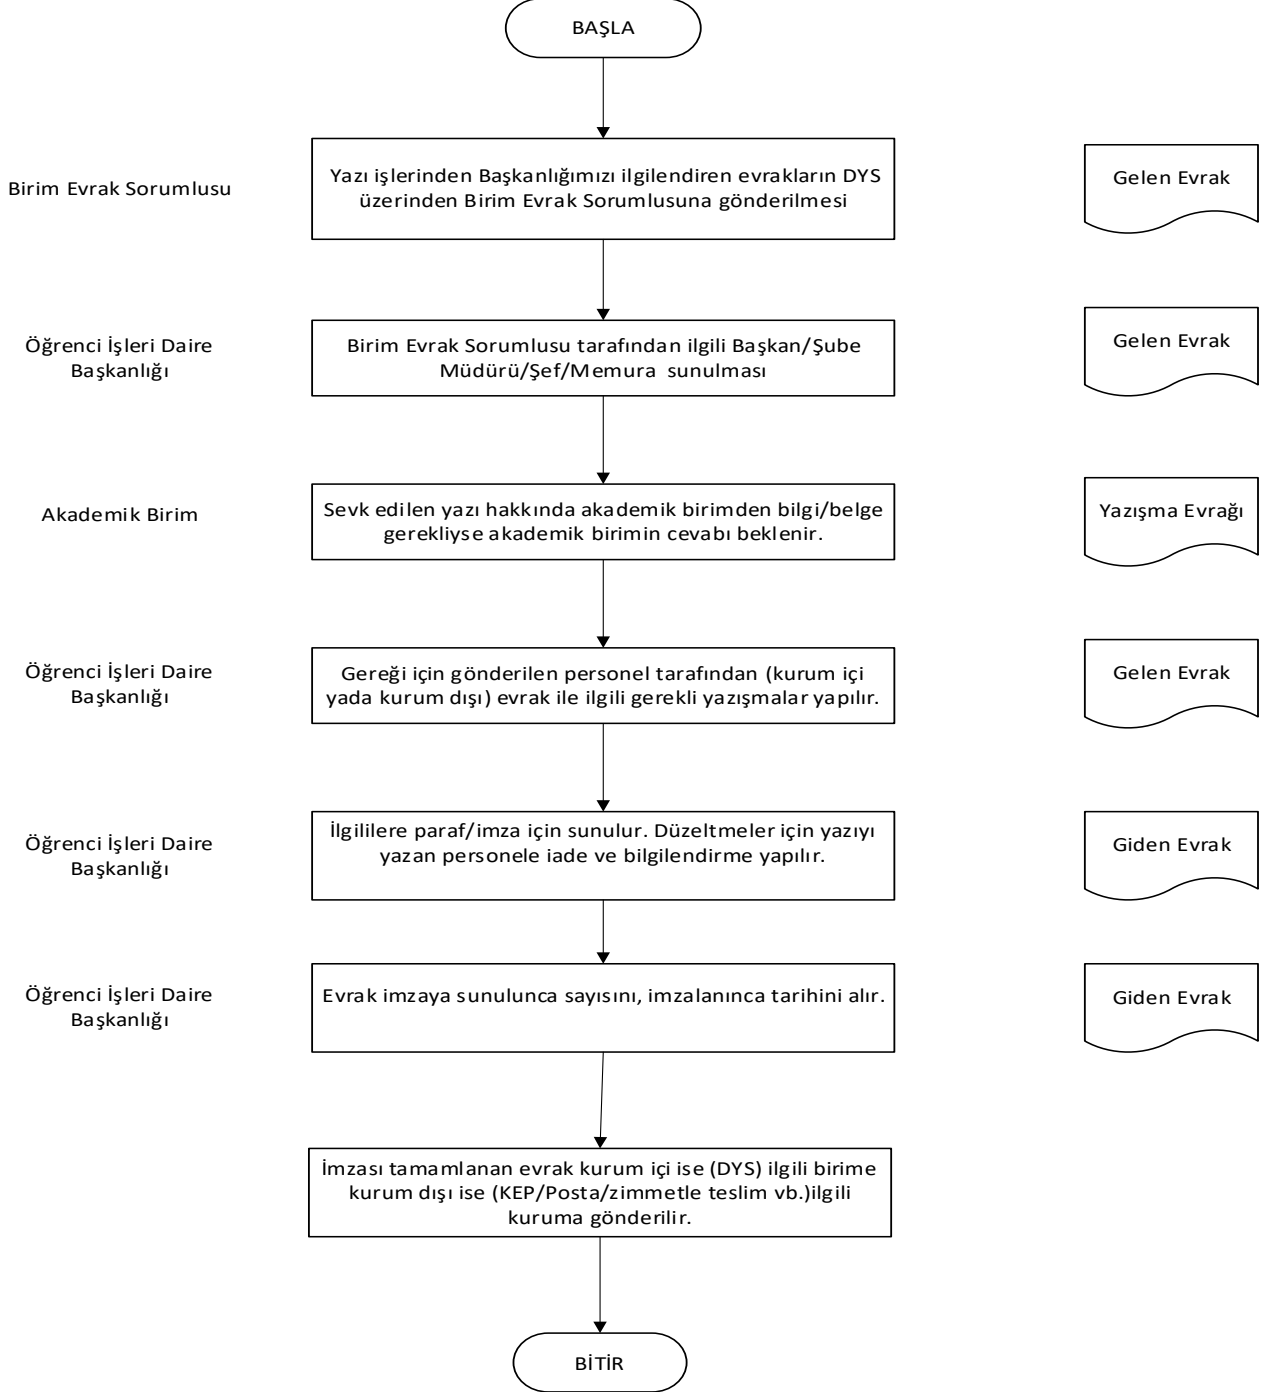 BAŞLA
Birim Evrak Sorumlusu
Yazı işlerinden Başkanlığımızı ilgilendiren evrakların DYS
üzerinden Birim Evrak Sorumlusuna gönderilmesi
Gelen Evrak
Öğrenci İşleri Daire
Başkanlığı
Birim Evrak Sorumlusu tarafından ilgili Başkan/Şube
Müdürü/Şef/Memura sunulması
Gelen Evrak
Akademik Birim
Sevk edilen yazı hakkında akademik birimden bilgi/belge
gerekliyse akademik birimin cevabı beklenir.
Yazışma Evrağı
Öğrenci İşleri Daire
Başkanlığı
Gereği için gönderilen personel tarafından (kurum içi
yada kurum dışı) evrak ile ilgili gerekli yazışmalar yapılır.
Gelen Evrak
Öğrenci İşleri Daire
Başkanlığı
İlgililere paraf/imza için sunulur. Düzeltmeler için yazıyı
yazan personele iade ve bilgilendirme yapılır.
Giden Evrak
Öğrenci İşleri Daire
Başkanlığı
Evrak imzaya sunulunca sayısını, imzalanınca tarihini alır.
Giden Evrak
İmzası tamamlanan evrak kurum içi ise (DYS) ilgili birime
kurum dışı ise (KEP/Posta/zimmetle teslim vb.)ilgili
kuruma gönderilir.
BİTİR